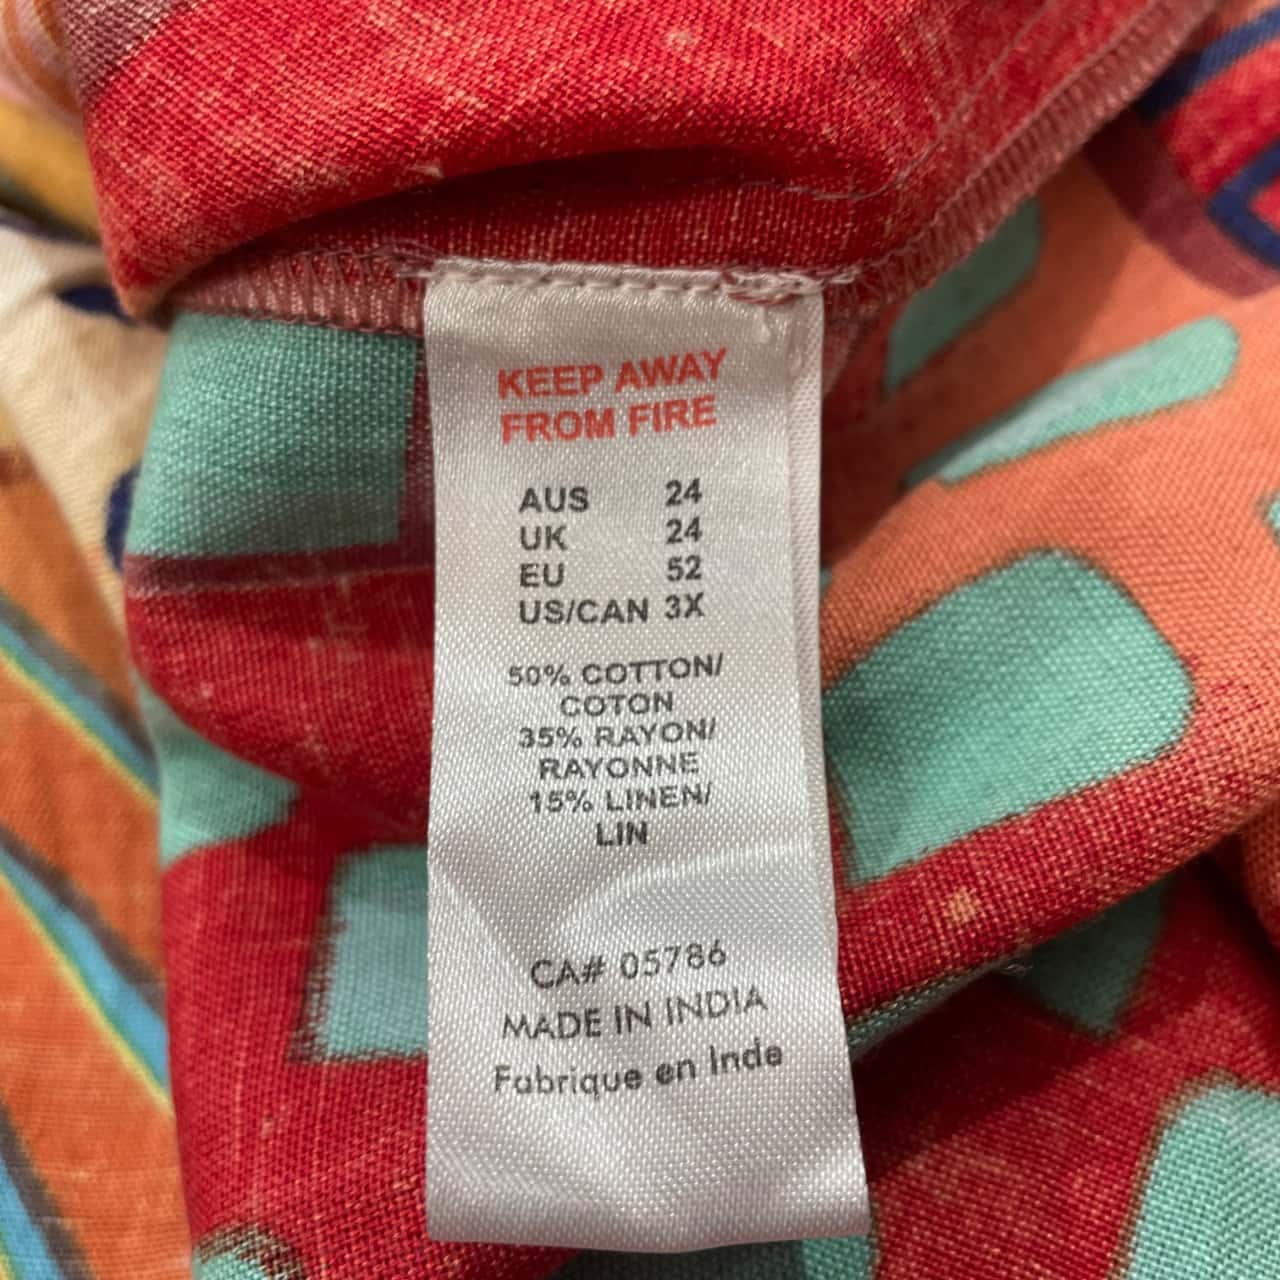 KEEP AWAY
FROM FIRE
AUS 24
UK 24
EU 52
US/CAN 3X
50% COTTON/
COTON
35% RAYON/
RAYONNE
15% LINEN/
LIN
CA# 05786
MADE IN INDIA
Fabrique en Inde